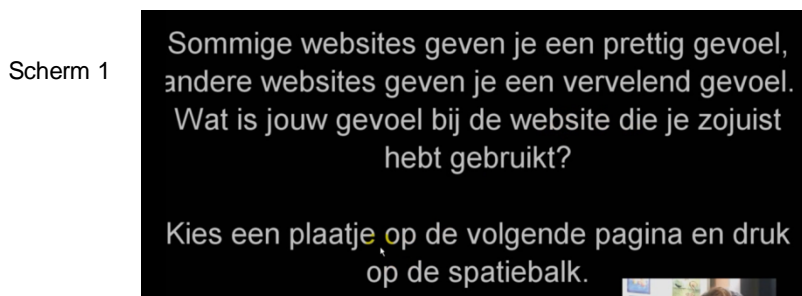 Scherm 1
Sommige websites geven je een prettig gevoel,
andere websites geven je een vervelend gevoel.
Wat is jouw gevoel bij de website die je zojuist
hebt gebruikt?
Kies een plaatje op de volgende pagina en druk
op de spatiebalk.